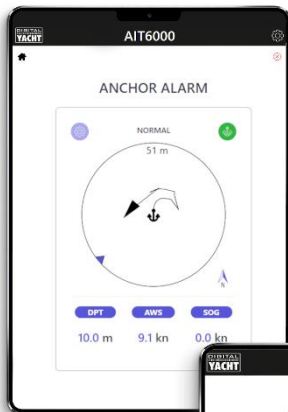 DIGITAL
YACHT
AIT6000
ANCHOR ALARM
NORMAL
51 m
N
DPT AWS SOG
10.0 m 9.1 kn 0.0 kn
DIGITAL
YACHT